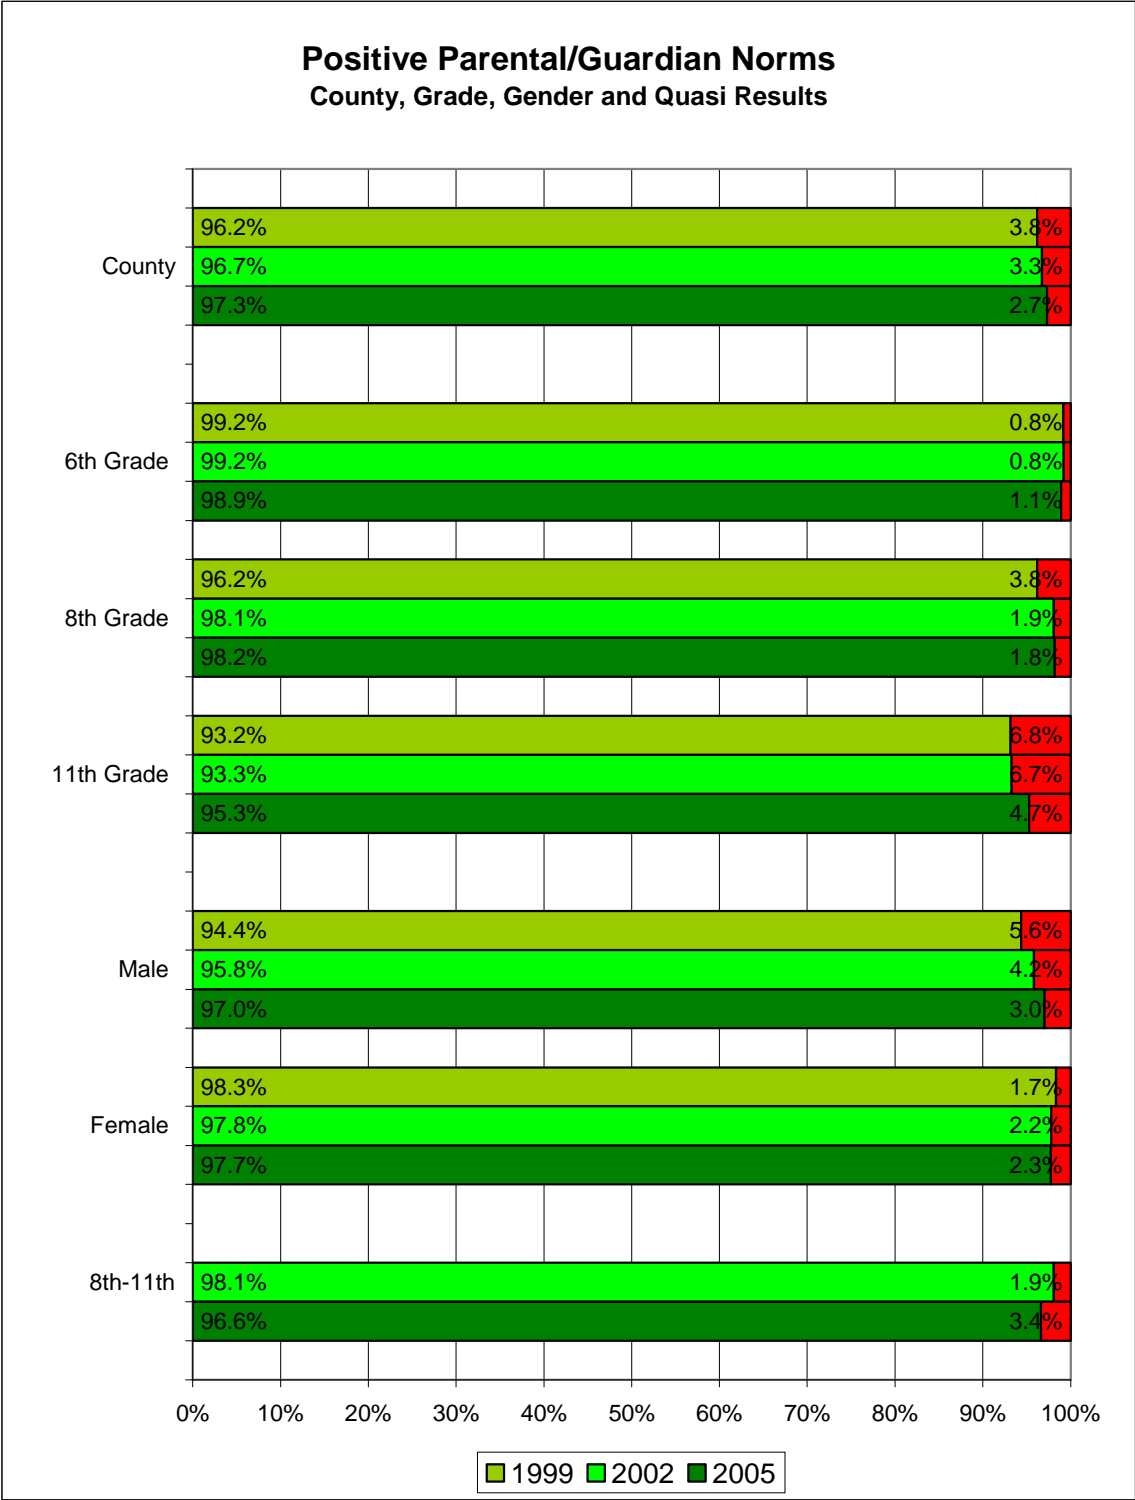 Positive Parental/Guardian Norms
County, Grade, Gender and Quasi Results
96.2% 3.8%
County 96.7% 3.3%
97.3% 2.7%
99.2% 0.8%
6th Grade 99.2% 0.8%
98.9% 1.1%
96.2% 3.8%
8th Grade 98.1% 1.9%
98.2% 1.8%
93.2% 6.8%
11th Grade 93.3% 6.7%
95.3% 4.7%
94.4% 5.6%
Male 95.8% 4.2%
97.0% 3.0%
98.3% 1.7%
Female 97.8% 2.2%
97.7% 2.3%
8th-11th 98.1% 1.9%
96.6% 3.4%
0% 10% 20% 30% 40% 50% 60% 70% 80% 90% 100%
1999 2002 2005